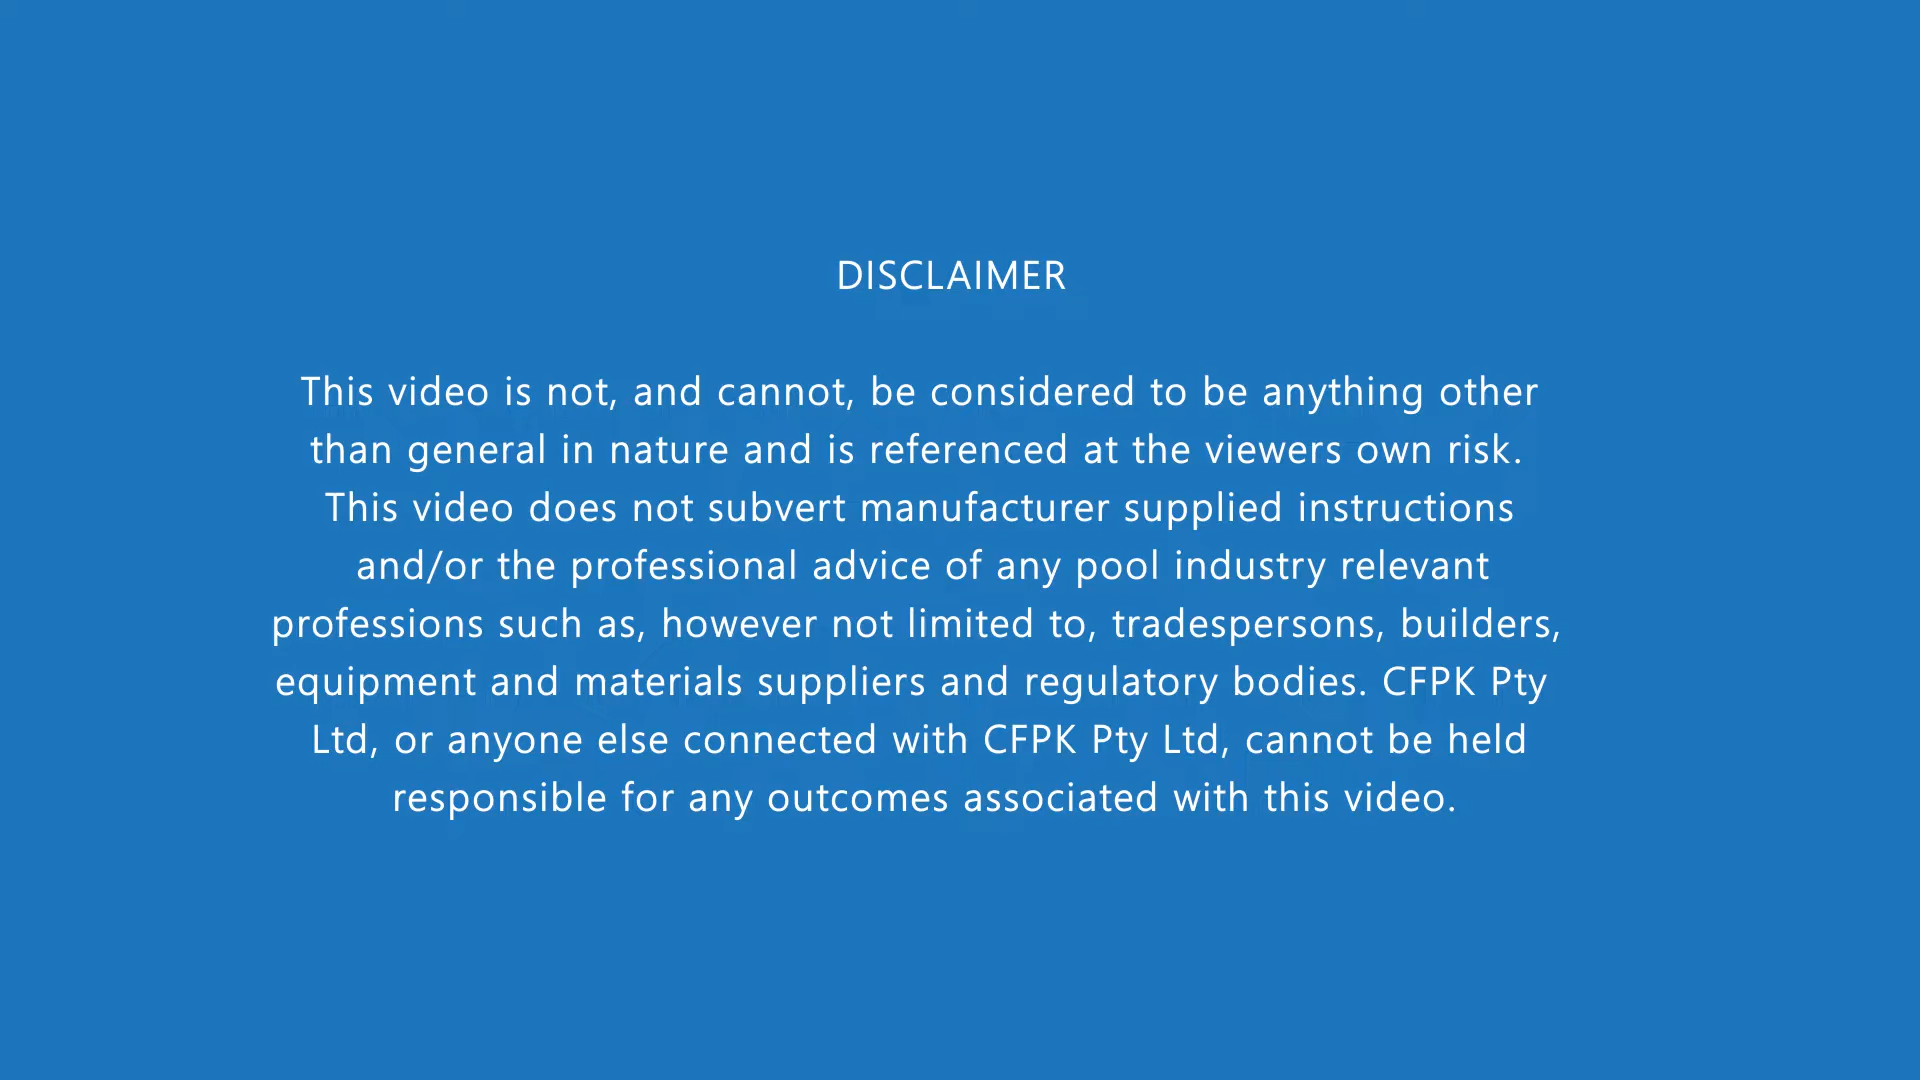 DISCLAIMER
This video is not, and cannot, be considered to be anything other
than general in nature and is referenced at the viewers own risk.
This video does not subvert manufacturer supplied instructions
and/or the professional advice of any pool industry relevant
professions such as, however not limited to, tradespersons, builders,
equipment and materials suppliers and regulatory bodies. CFPK Pty
Ltd, or anyone else connected with CFPK Pty Ltd, cannot be held
responsible for any outcomes associated with this video.